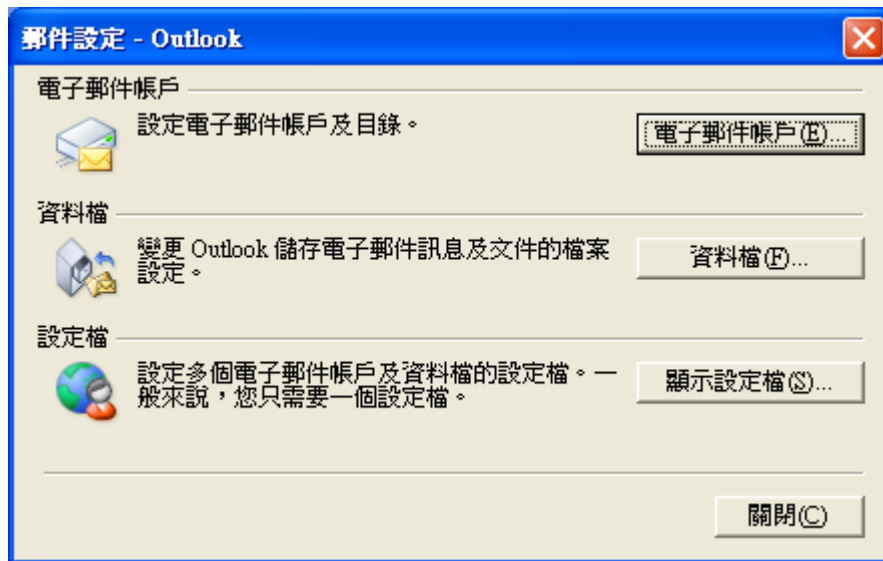 郵件設定 - Outlook
電子郵件帳戶
設定電子郵件帳戶及目錄。
電子郵件帳戶(E)...
資料檔
變更 Outlook 儲存電子郵件訊息及文件的檔案
設定。
資料檔(F)...
設定檔
設定多個電子郵件帳戶及資料檔的設定檔。一
般來說，您只需要一個設定檔。
顯示設定檔(S)...
關閉(C)